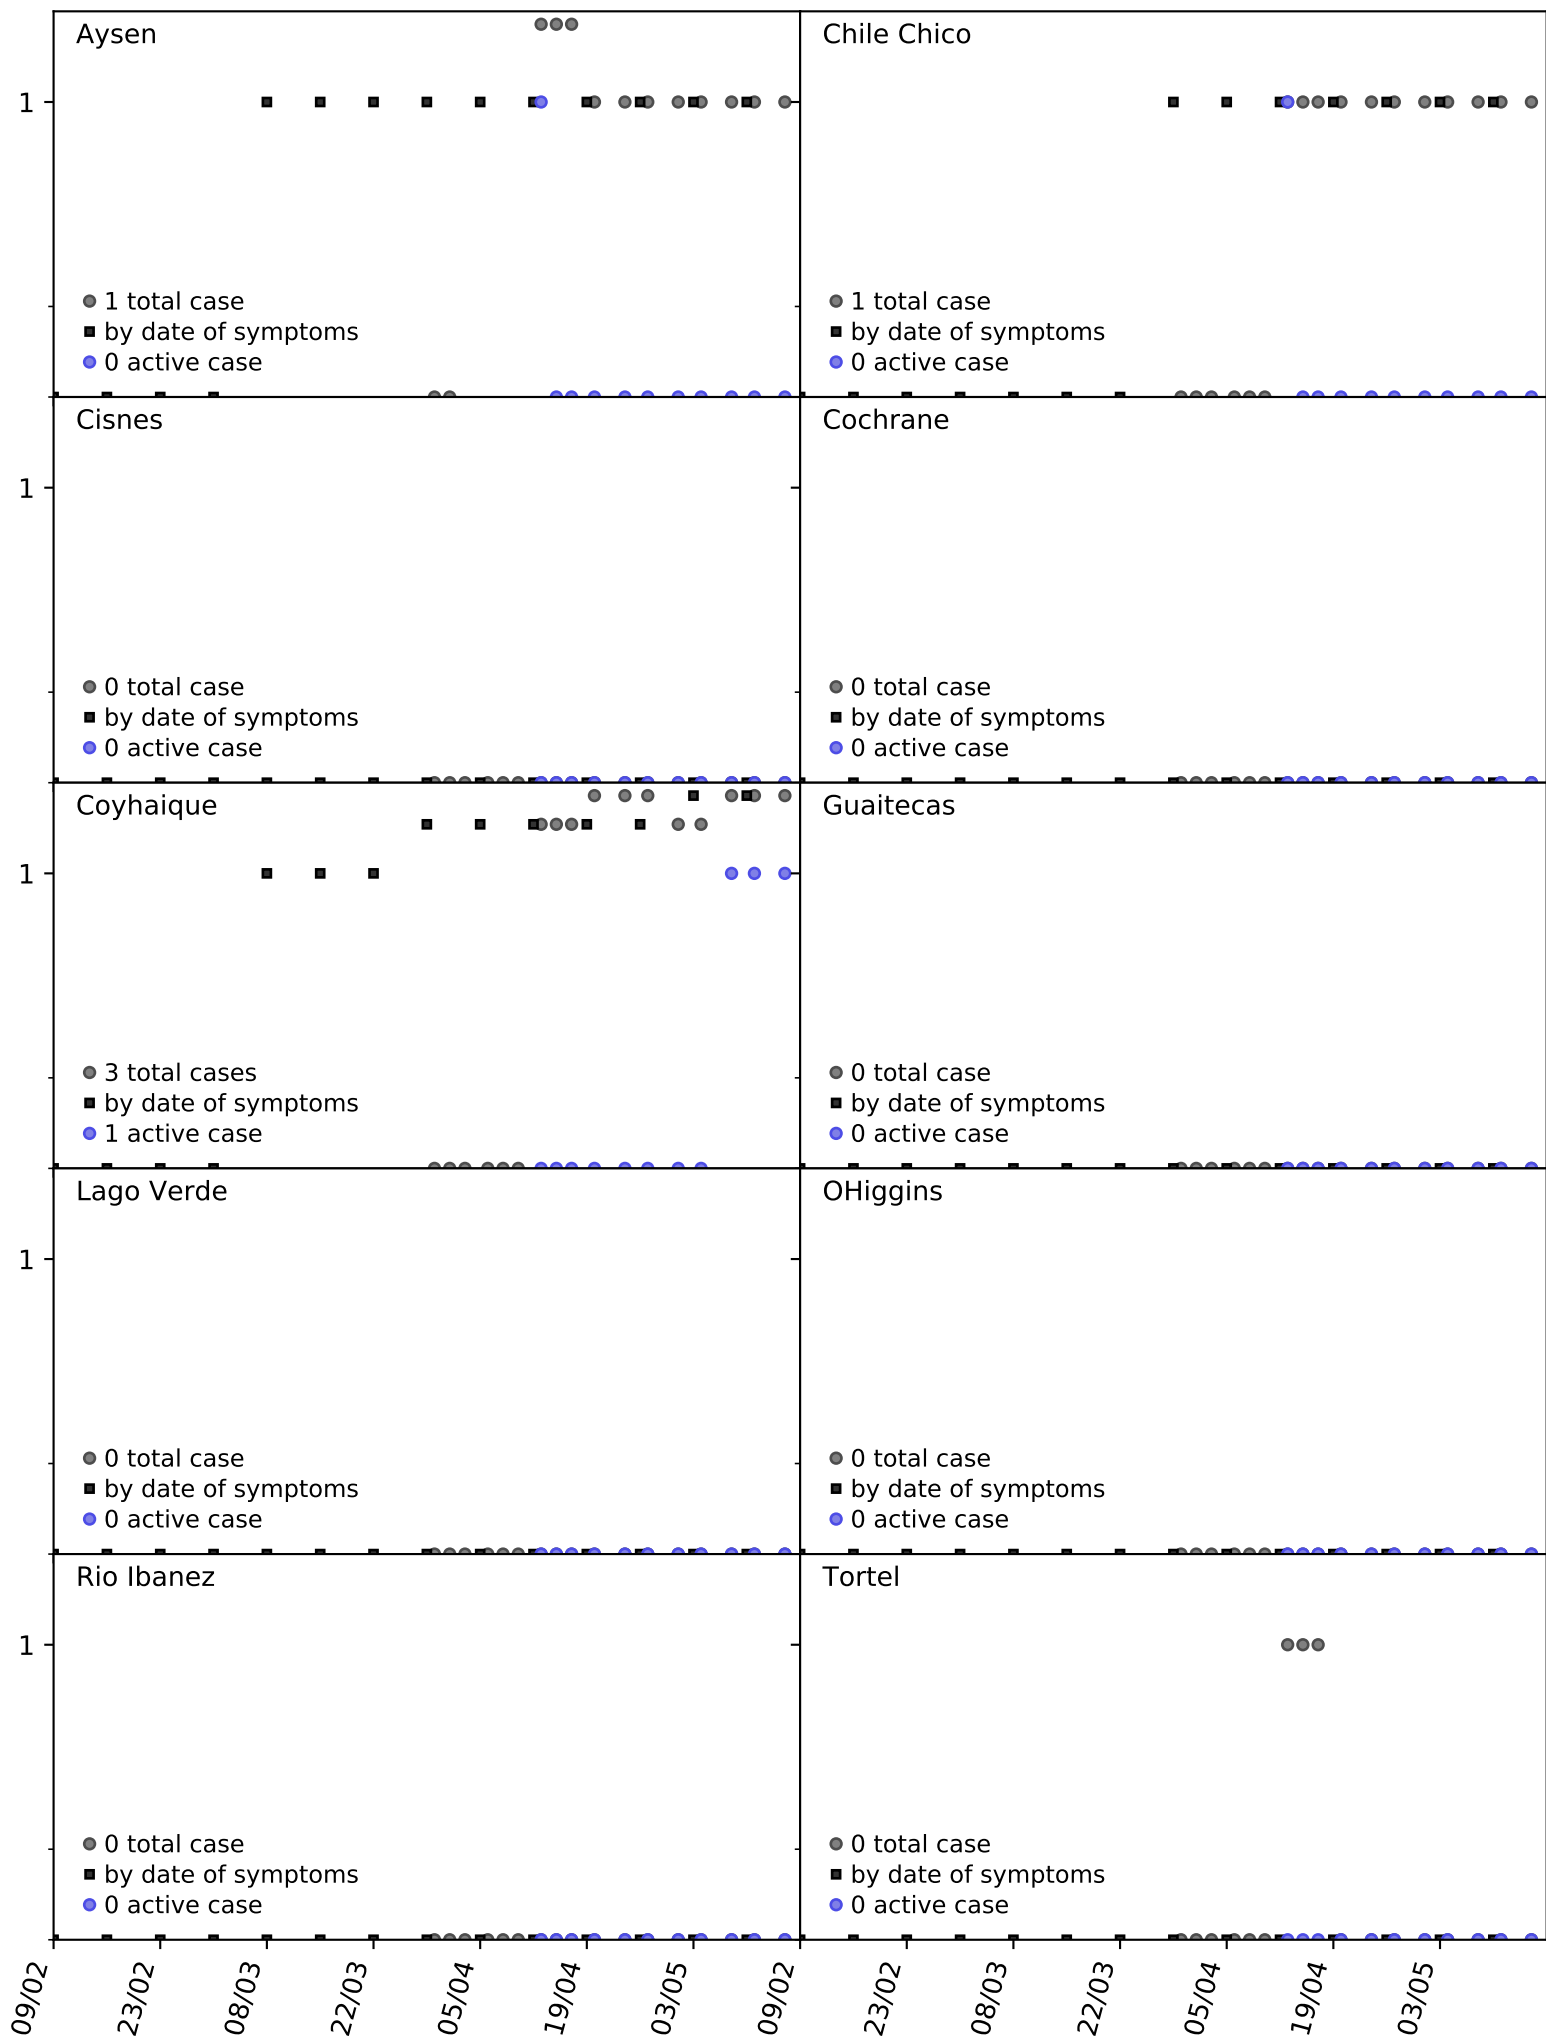 Aysen
1
1 total case
by date of symptoms
0 active case
Chile Chico
1 total case
by date of symptoms
0 active case
Cisnes
1
0 total case
by date of symptoms
0 active case
Cochrane
0 total case
by date of symptoms
0 active case
Coyhaique
1
3 total cases
by date of symptoms
1 active case
Guaitecas
0 total case
by date of symptoms
0 active case
Lago Verde
1
0 total case
by date of symptoms
0 active case
OHiggins
0 total case
by date of symptoms
0 active case
Rio Ibanez
1
0 total case
by date of symptoms
0 active case
Tortel
0 total case
by date of symptoms
0 active case
09/02
23/02
08/03
22/03
05/04
19/04
03/05
09/02
23/02
08/03
22/03
05/04
19/04
03/05